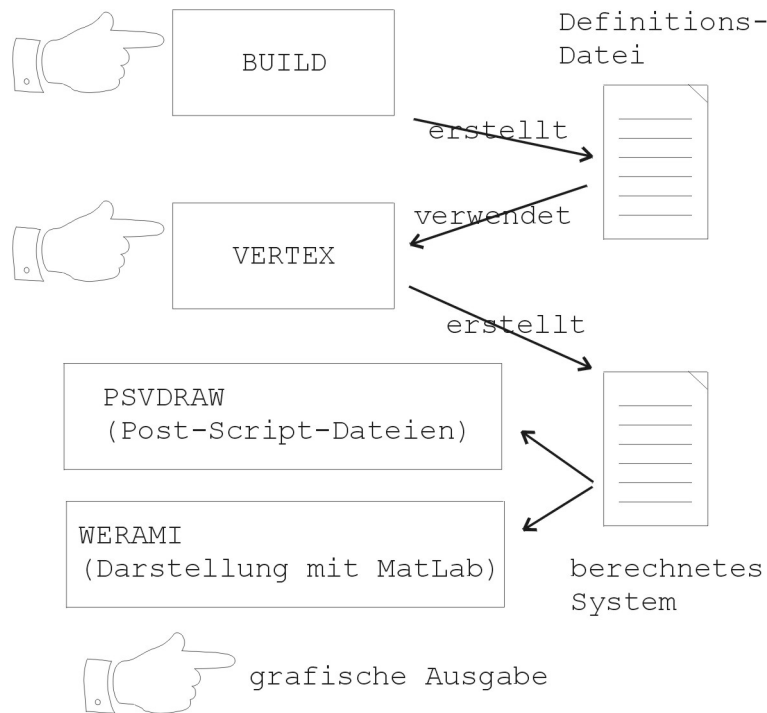 Definitions-
Datei
BUILD
erstellt
verwendet
VERTEX
erstellt
PSVDRAW
(Post-Script-Dateien)
WERAMI
(Darstellung mit MatLab)
berechnetes
System
grafische Ausgabe